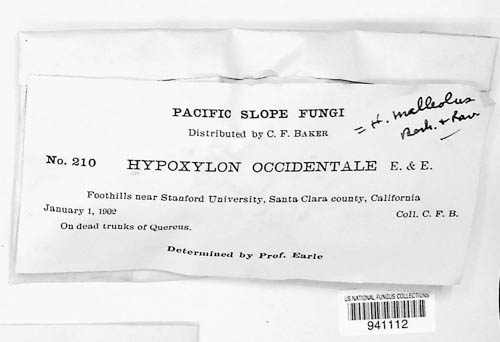 PACIFIC SLOPE FUNGI
Distributed by C. F. BAKER
= H. malleolus
Berk. & Rav.
No. 210 HYPOXYLON OCCIDENTALE E. & E.
Foothills near Stanford University, Santa Clara county, California
January 1, 1902 Coll. C. F. B.
On dead trunks of Quercus.
Determined by Prof. Earle
US NATIONAL FUNGUS COLLECTIONS
941112